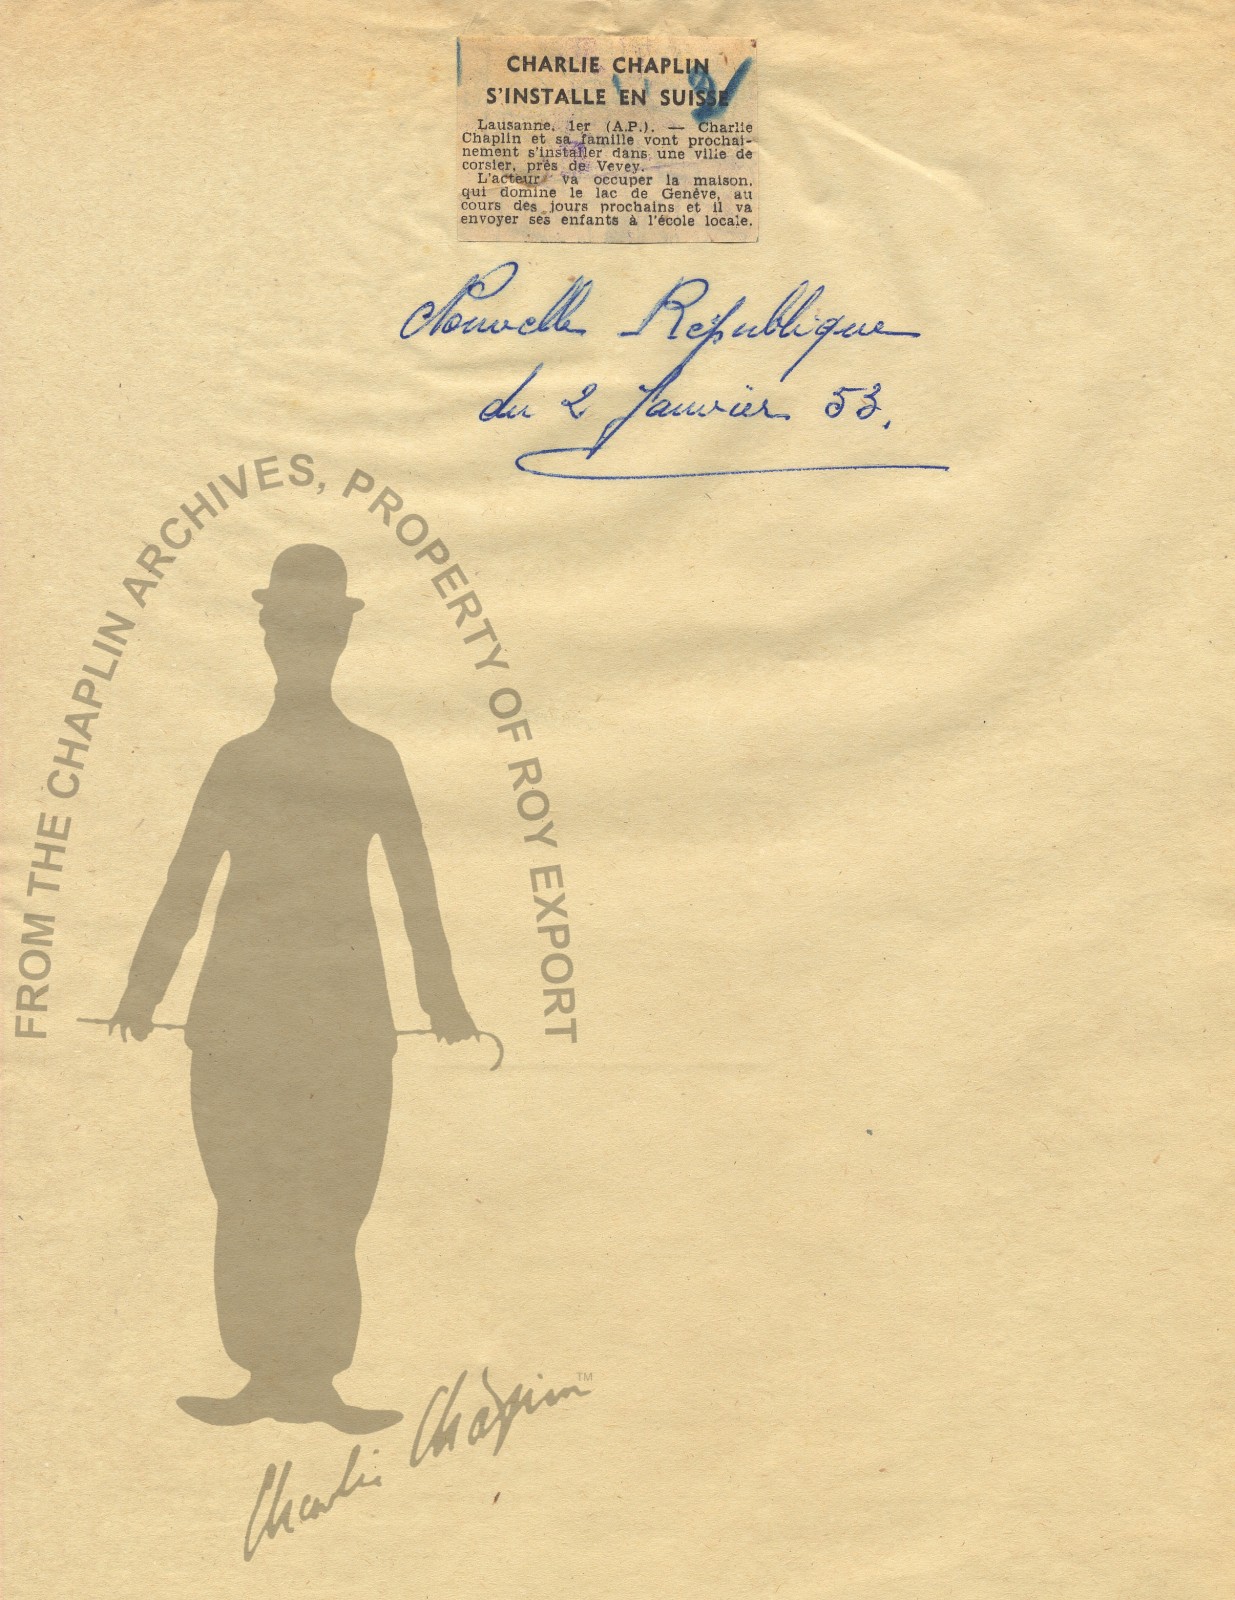 CHARLIE CHAPLIN
S'INSTALLE EN SUISSE
Lausanne, 1er (A.P.). — Charlie
Chaplin et sa famille vont prochai-
nement s'installer dans une ville de
corsier, près de Vevey.
L'acteur va occuper la maison,
qui domine le lac de Genève, au
cours des jours prochains et il va
envoyer ses enfants à l'école locale.
Nouvelle République
du 2 Janvier 53.
FROM THE CHAPLIN ARCHIVES, PROPERTY OF ROY EXPORT
Charlie Chaplin TM